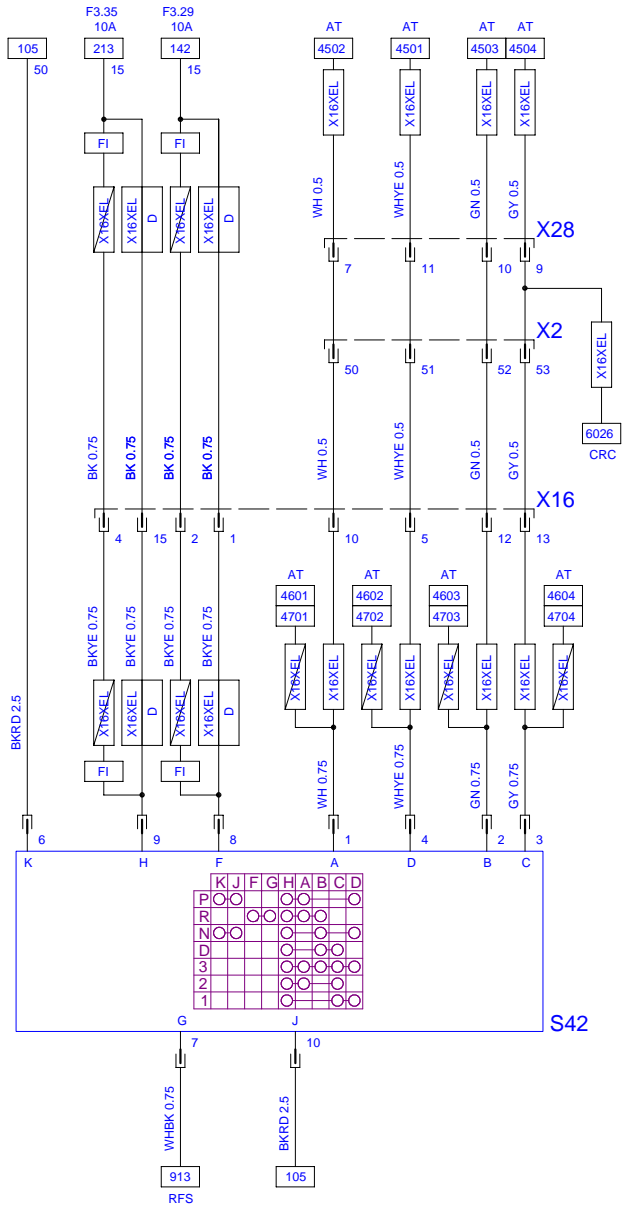 F3.35 F3.29 AT AT AT AT
10A 10A
105 213 142 4502 4501 4503 4504
50 15 15
X16XEL X16XEL X16XEL X16XEL
FI FI
X16XEL X16XEL D X16XEL X16XEL D
WH 0.5 WHYE 0.5 GN 0.5 GY 0.5
X28
7 11 10 9
X2
50 51 52 53
X16XEL
6026
CRC
BK 0.75 BK 0.75 BK 0.75 BK 0.75 WH 0.5 WHYE 0.5 GN 0.5 GY 0.5
X16
4 15 2 1 10 5 12 13
AT AT AT AT
4601 4602 4603 4604
4701 4702 4703 4704
BKYE 0.75 BKYE 0.75 BKYE 0.75 BKYE 0.75
X16XEL X16XEL X16XEL X16XEL X16XEL X16XEL X16XEL X16XEL
X16XEL X16XEL D X16XEL X16XEL D
BKRD 2.5
FI FI
WH 0.75 WHYE 0.75 GN 0.75 GY 0.75
6 9 8 1 4 2 3
K H F A D B C
K J F G H A B C D
P
R
N
D
3
2
1
S42
G J
7 10
WHBK 0.75 BKRD 2.5
913 105
RFS